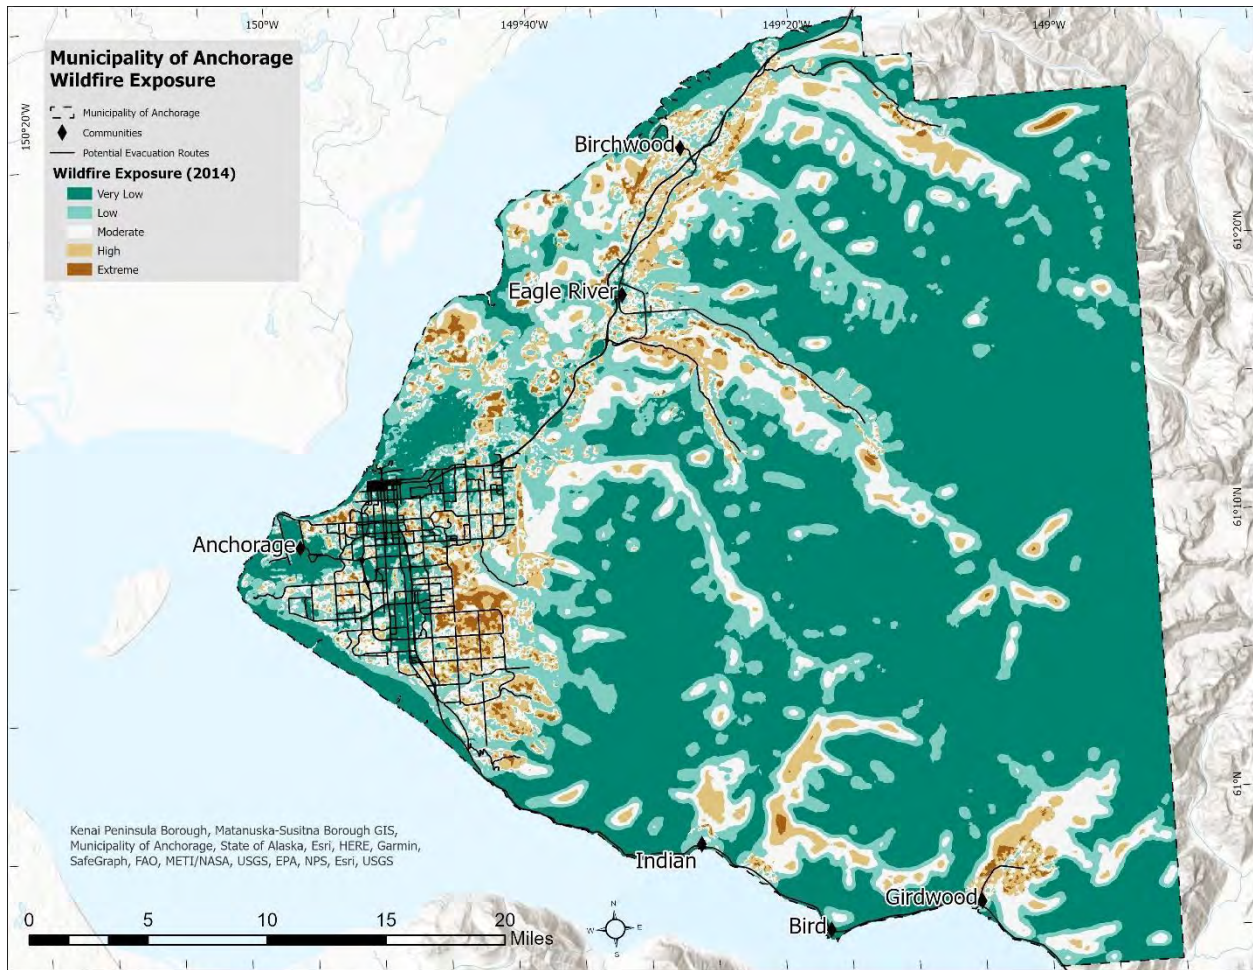 150°W
149°40'W
149°20'W
149°W
Municipality of Anchorage
Wildfire Exposure
Municipality of Anchorage
Communities
Potential Evacuation Routes
Wildfire Exposure (2014)
Very Low
Low
Moderate
High
Extreme
150°20'W
Birchwood
61°20'N
Eagle River
61°10'N
Anchorage
61°N
Kenai Peninsula Borough, Matanuska-Susitna Borough GIS,
Municipality of Anchorage, State of Alaska, Esri, HERE, Garmin,
SafeGraph, FAO, METI/NASA, USGS, EPA, NPS, Esri, USGS
Indian
Girdwood
Bird
0 5 10 15 20
Miles
N
W E
S